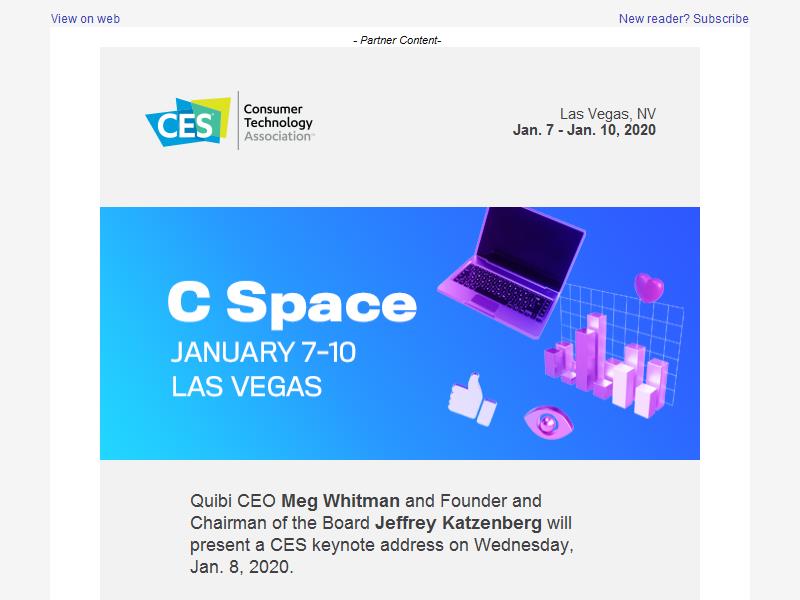 View on web
New reader? Subscribe
- Partner Content-
CES
Consumer
Technology
Association™
Las Vegas, NV
Jan. 7 - Jan. 10, 2020
C Space
JANUARY 7-10
LAS VEGAS
Quibi CEO Meg Whitman and Founder and
Chairman of the Board Jeffrey Katzenberg will
present a CES keynote address on Wednesday,
Jan. 8, 2020.